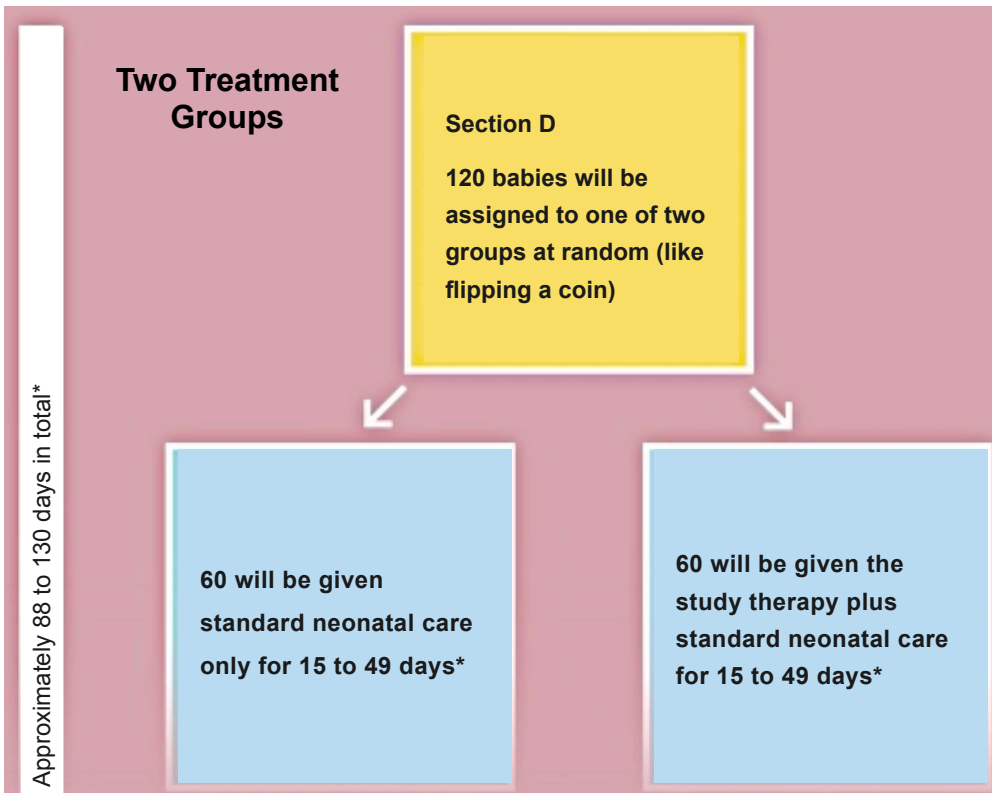 Two Treatment
Groups
Section D
120 babies will be
assigned to one of two
groups at random (like
flipping a coin)
60 will be given
standard neonatal care
only for 15 to 49 days*
60 will be given the
study therapy plus
standard neonatal care
for 15 to 49 days*
Approximately 88 to 130 days in total*